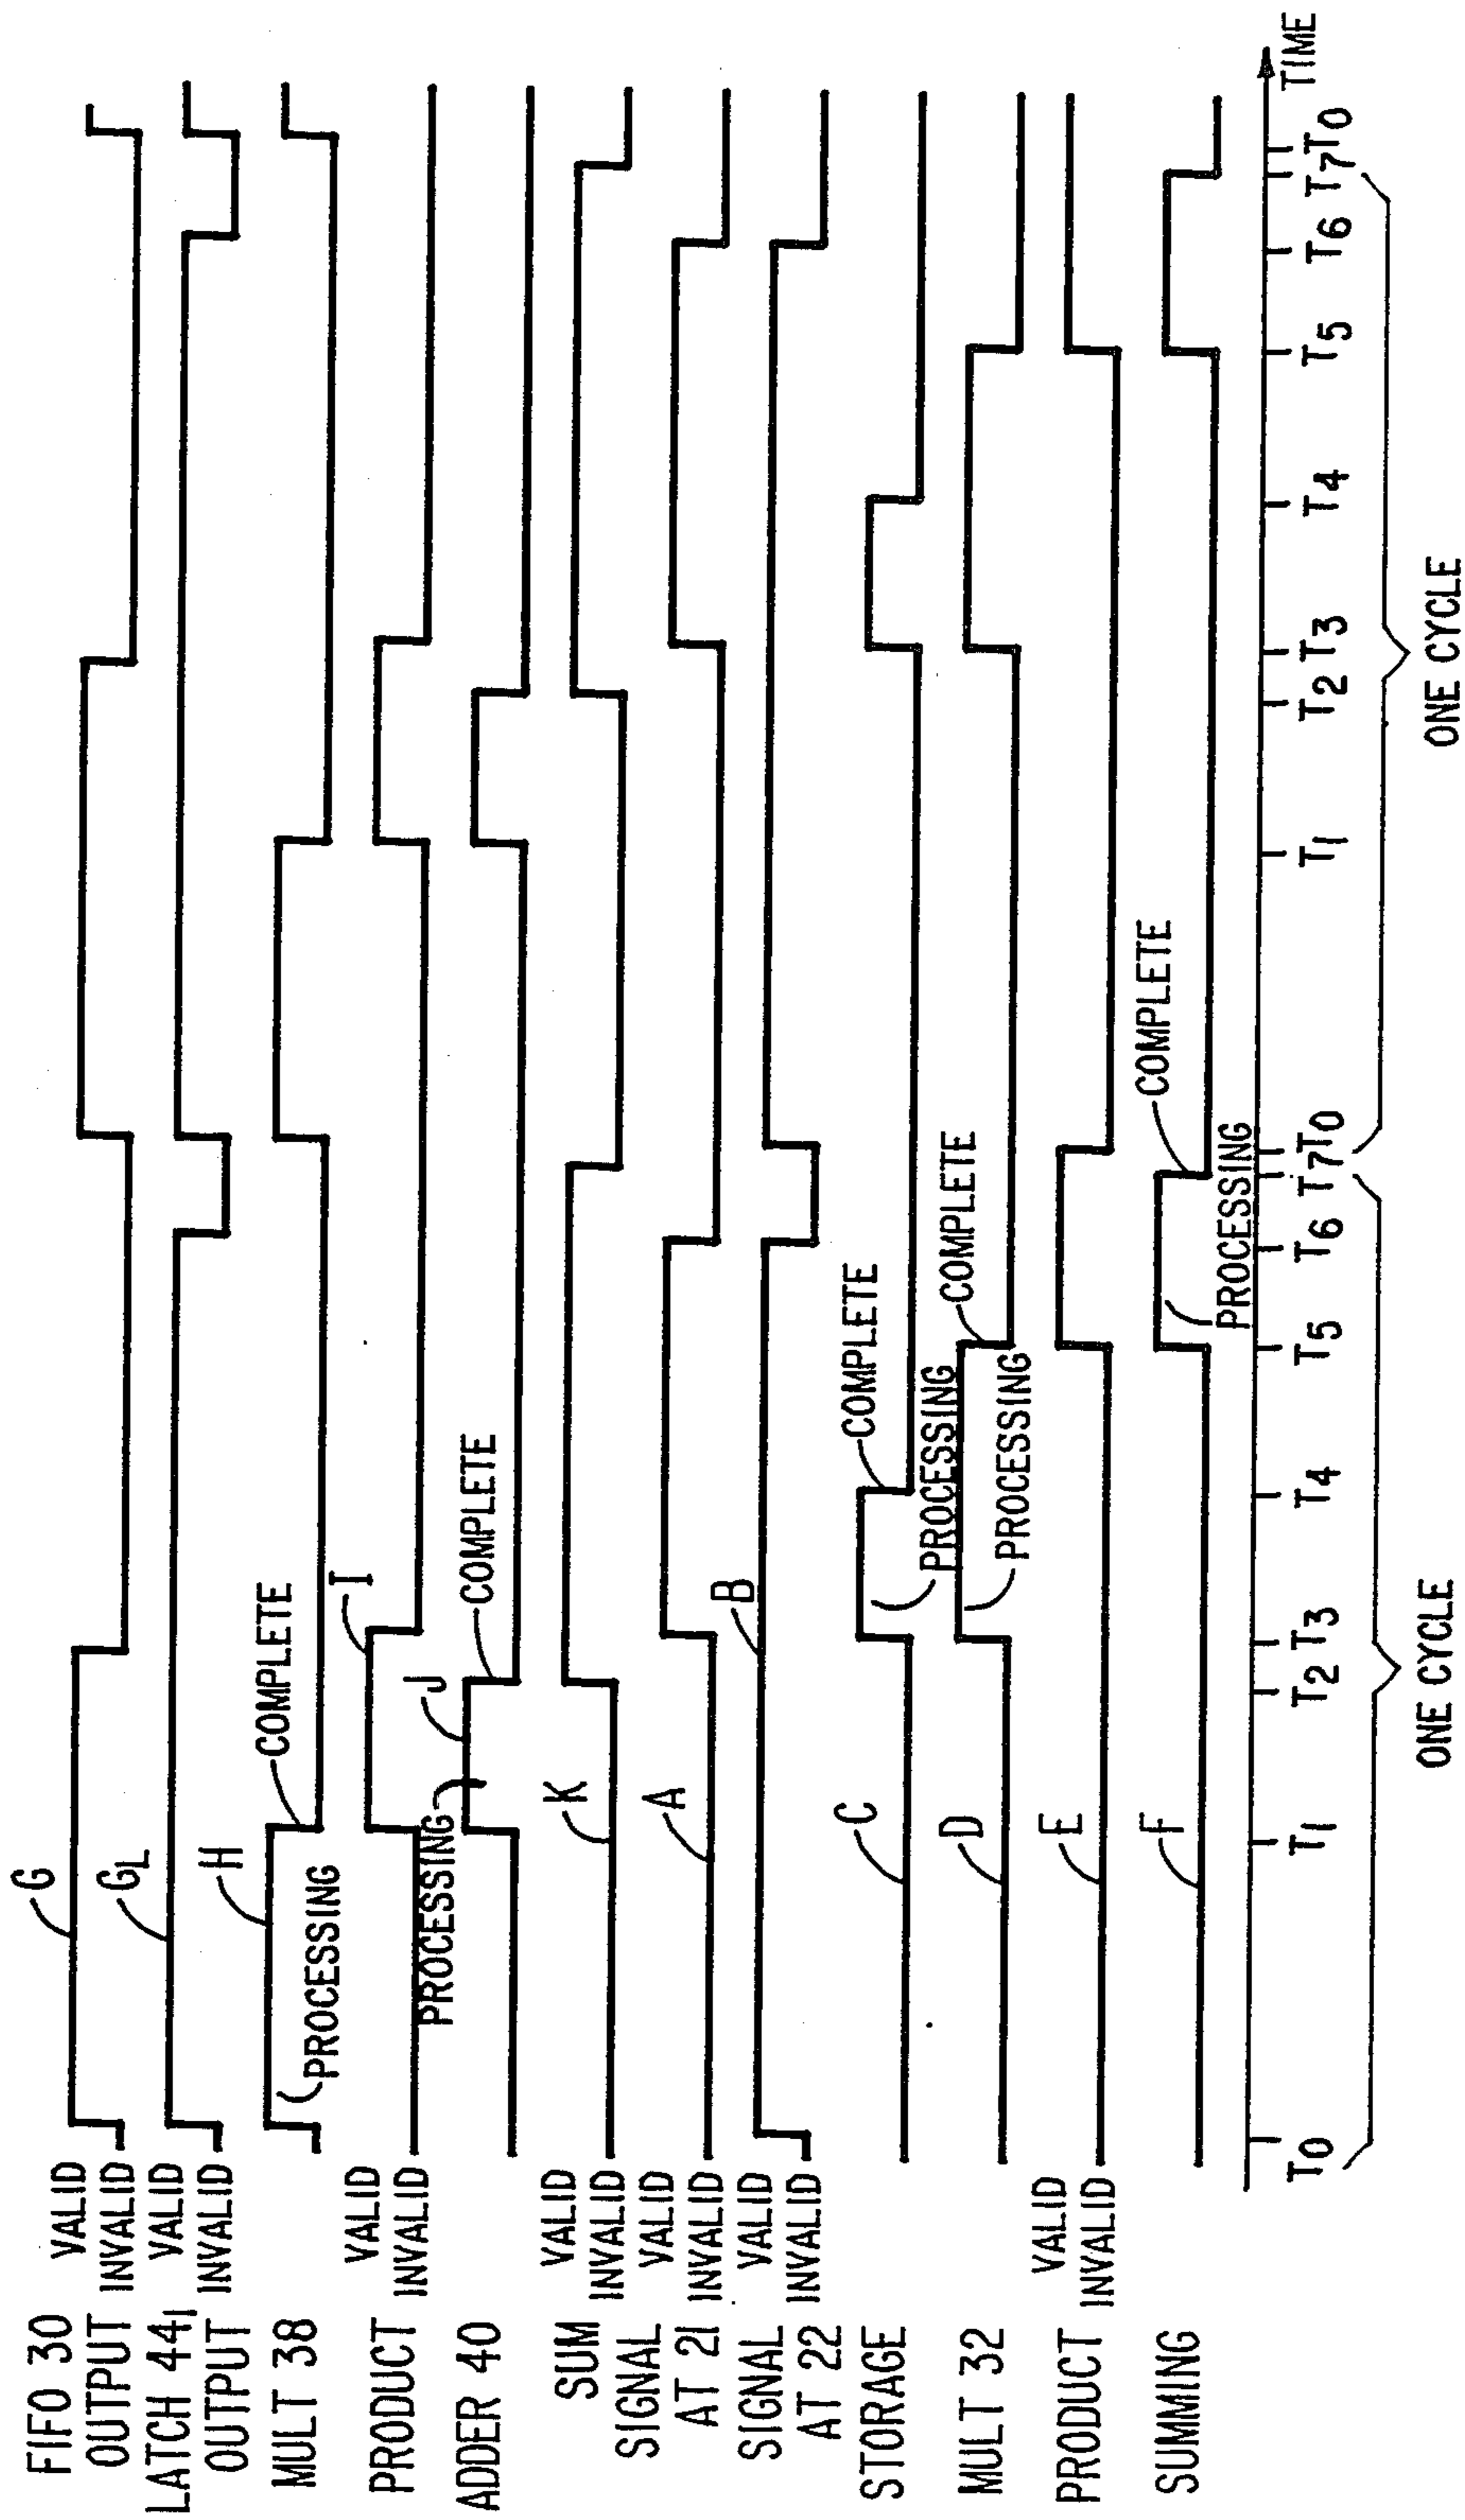 FIFO 30
OUTPUT
VALID
INVALID
G
LATCH 441
OUTPUT
VALID
INVALID
GL
MULT 38
H
PROCESSING
COMPLETE
PRODUCT
VALID
INVALID
I
ADDER 40
PROCESSING
J
COMPLETE
SUM
VALID
INVALID
K
SIGNAL
AT 21
VALID
INVALID
A
SIGNAL
AT 22
VALID
INVALID
B
STORAGE
C
PROCESSING
COMPLETE
MULT 32
D
PROCESSING
COMPLETE
PRODUCT
VALID
INVALID
E
SUMMING
F
PROCESSING
COMPLETE
T0 T1 T2 T3 T4 T5 T6 T7 T0 T1 T2 T3 T4 T5 T6 T7 T0
TIME
ONE CYCLE
ONE CYCLE